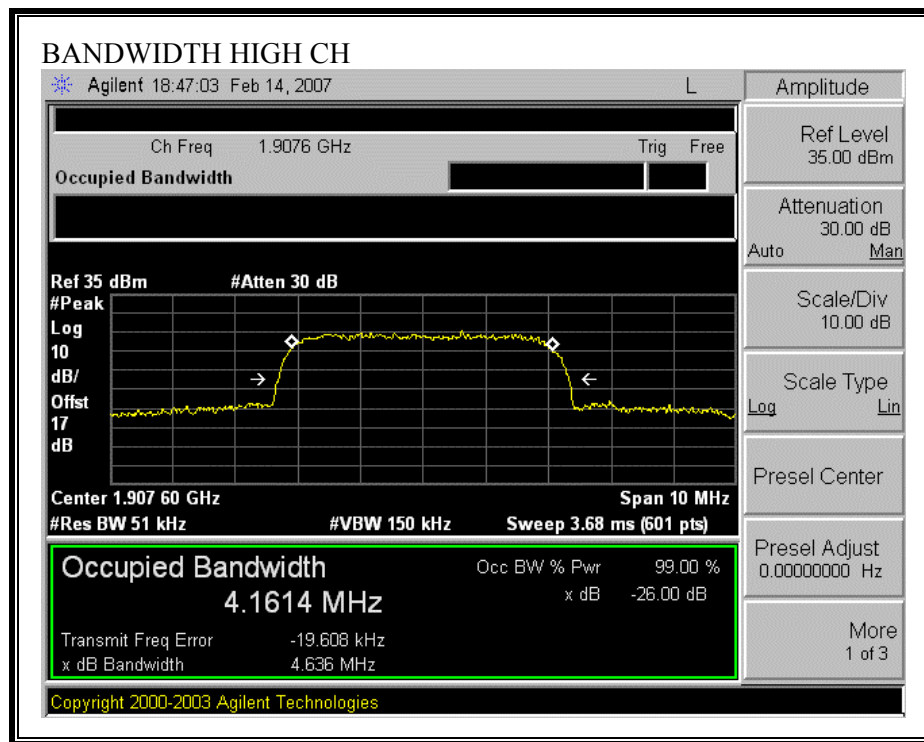 BANDWIDTH HIGH CH
Agilent 18:47:03 Feb 14, 2007 L
Ch Freq 1.9076 GHz Trig Free
Occupied Bandwidth
Ref 35 dBm #Atten 30 dB
#Peak
Log
10
dB/
Offst
17
dB
Center 1.907 60 GHz Span 10 MHz
#Res BW 51 kHz #VBW 150 kHz Sweep 3.68 ms (601 pts)
Occupied Bandwidth Occ BW % Pwr 99.00 %
4.1614 MHz x dB -26.00 dB
Transmit Freq Error -19.608 kHz
x dB Bandwidth 4.636 MHz
Copyright 2000-2003 Agilent Technologies
Amplitude
Ref Level
35.00 dBm
Attenuation
30.00 dB
Auto Man
Scale/Div
10.00 dB
Scale Type
Log Lin
Presel Center
Presel Adjust
0.00000000 Hz
More
1 of 3